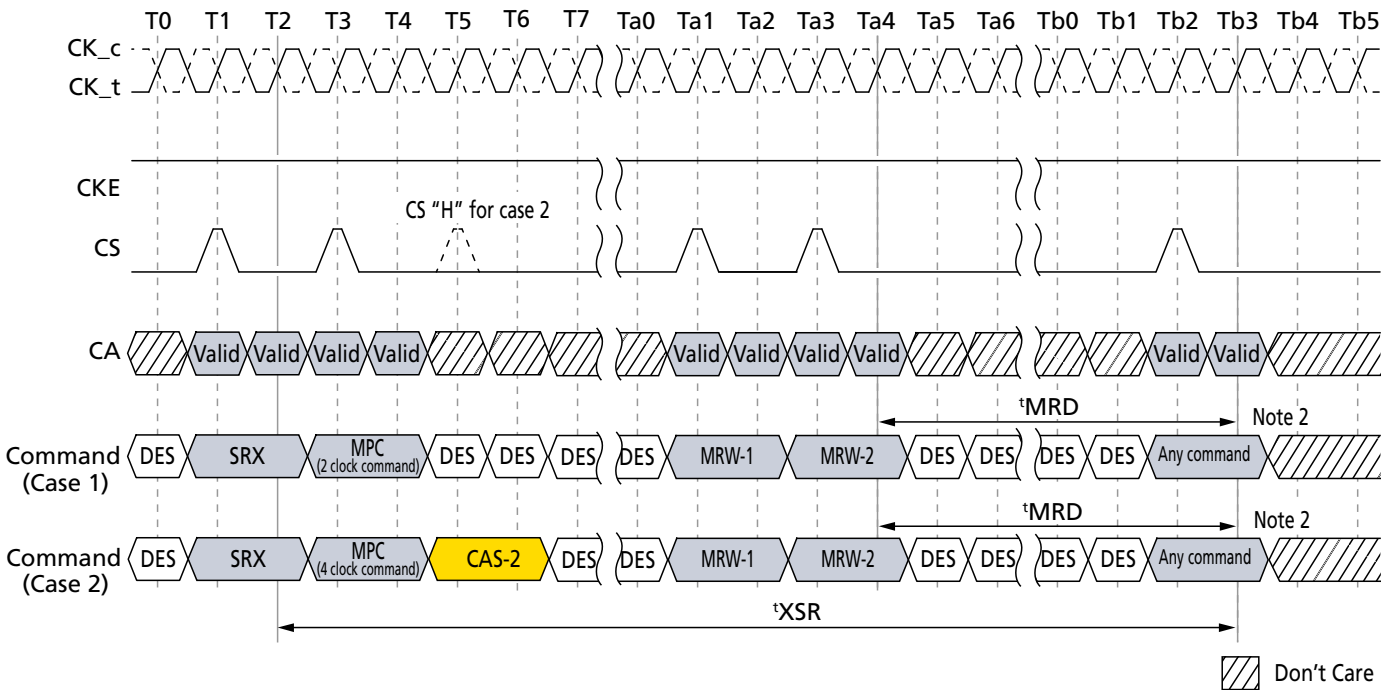 T0 T1 T2 T3 T4 T5 T6 T7 Ta0 Ta1 Ta2 Ta3 Ta4 Ta5 Ta6 Tb0 Tb1 Tb2 Tb3 Tb4 Tb5
CK_c
CK_t
CKE
CS "H" for case 2
CS
CA Valid Valid Valid Valid Valid Valid Valid Valid Valid Valid
tMRD Note 2
Command (Case 1) DES SRX MPC (2 clock command) DES DES DES DES MRW-1 MRW-2 DES DES DES DES Any command
tMRD Note 2
Command (Case 2) DES SRX MPC (4 clock command) CAS-2 DES DES MRW-1 MRW-2 DES DES DES DES Any command
tXSR
Don't Care